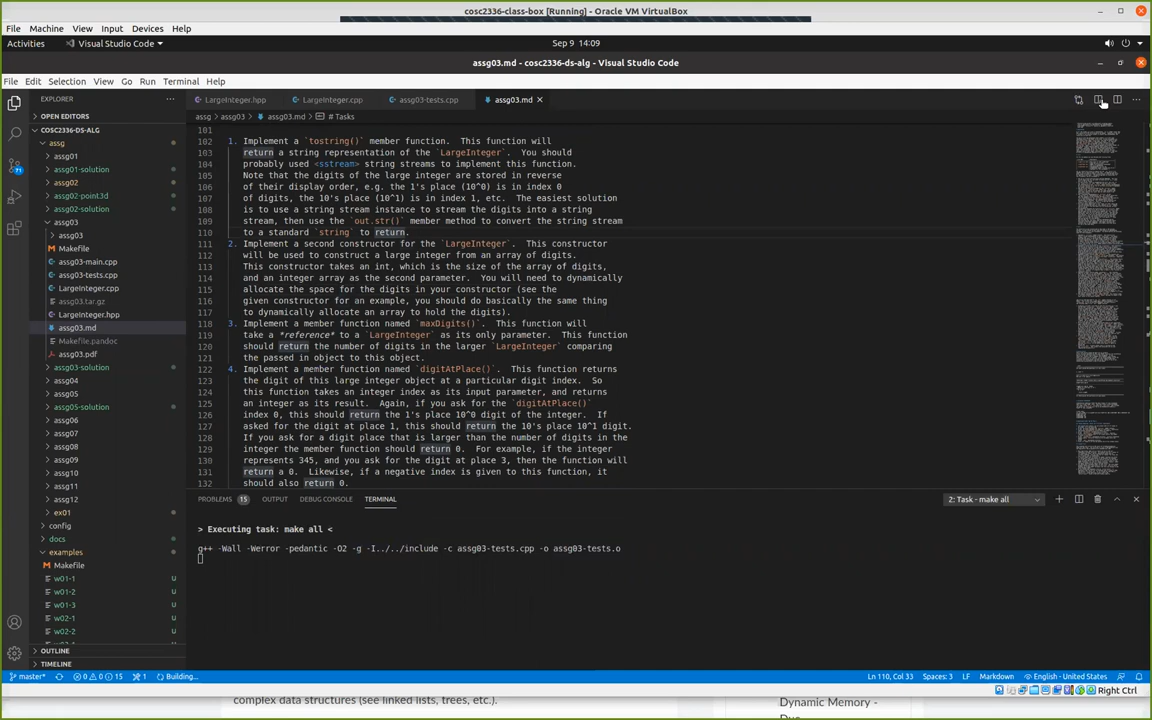 cosc2336-class-box [Running] - Oracle VM VirtualBox
File Machine View Input Devices Help
Activities Visual Studio Code Sep 9 14:09
assg03.md - cosc2336-ds-alg - Visual Studio Code
File Edit Selection View Go Run Terminal Help
EXPLORER
OPEN EDITORS
COSC2336-DS-ALG
assg
assg01
assg01-solution
assg02
assg02-point3d
assg02-solution
assg03
assg03
Makefile
assg03-main.cpp
assg03-tests.cpp
LargeInteger.cpp
assg03.tar.gz
LargeInteger.hpp
assg03.md
Makefile.pandoc
assg03.pdf
assg03-solution
assg04
assg05
assg05-solution
assg06
assg07
assg08
assg09
assg10
assg11
assg12
ex01
config
docs
examples
Makefile
w01-1 U
w01-2 U
w01-3 U
w02-1 U
w02-2 U
OUTLINE
TIMELINE
LargeInteger.hpp LargeInteger.cpp assg03-tests.cpp assg03.md
assg > assg03 > assg03.md > # Tasks
101
102 1. Implement a `tostring()` member function. This function will
103 return a string representation of the `LargeInteger`. You should
104 probably used <sstream> string streams to implement this function.
105 Note that the digits of the large integer are stored in reverse
106 of their display order, e.g. the 1's place (10^0) is in index 0
107 of digits, the 10's place (10^1) is in index 1, etc. The easiest solution
108 is to use a string stream instance to stream the digits into a string
109 stream, then use the `out.str()` member method to convert the string stream
110 to a standard `string` to return.
111 2. Implement a second constructor for the `LargeInteger`. This constructor
112 will be used to construct a large integer from an array of digits.
113 This constructor takes an int, which is the size of the array of digits,
114 and an integer array as the second parameter. You will need to dynamically
115 allocate the space for the digits in your constructor (see the
116 given constructor for an example, you should do basically the same thing
117 to dynamically allocate an array to hold the digits).
118 3. Implement a member function named `maxDigits()`. This function will
119 take a *reference* to a `LargeInteger` as its only parameter. This function
120 should return the number of digits in the larger `LargeInteger` comparing
121 the passed in object to this object.
122 4. Implement a member function named `digitAtPlace()`. This function returns
123 the digit of this large integer object at a particular digit index. So
124 this function takes an integer index as its input parameter, and returns
125 an integer as its result. Again, if you ask for the `digitAtPlace()`
126 index 0, this should return the 1's place 10^0 digit of the integer. If
127 asked for the digit at place 1, this should return the 10's place 10^1 digit.
128 If you ask for a digit place that is larger than the number of digits in the
129 integer the member function should return 0. For example, if the integer
130 represents 345, and you ask for the digit at place 3, then the function will
131 return a 0. Likewise, if a negative index is given to this function, it
132 should also return 0.
PROBLEMS 15 OUTPUT DEBUG CONSOLE TERMINAL 2: Task - make all
> Executing task: make all <
g++ -Wall -Werror -pedantic -O2 -g -I../../include -c assg03-tests.cpp -o assg03-tests.o
71
master* 0 0 15 1 Building... Ln 110, Col 33 Spaces: 3 LF Markdown English - United States
Right Ctrl
complex data structures (see linked lists, trees, etc.).
Dynamic Memory -